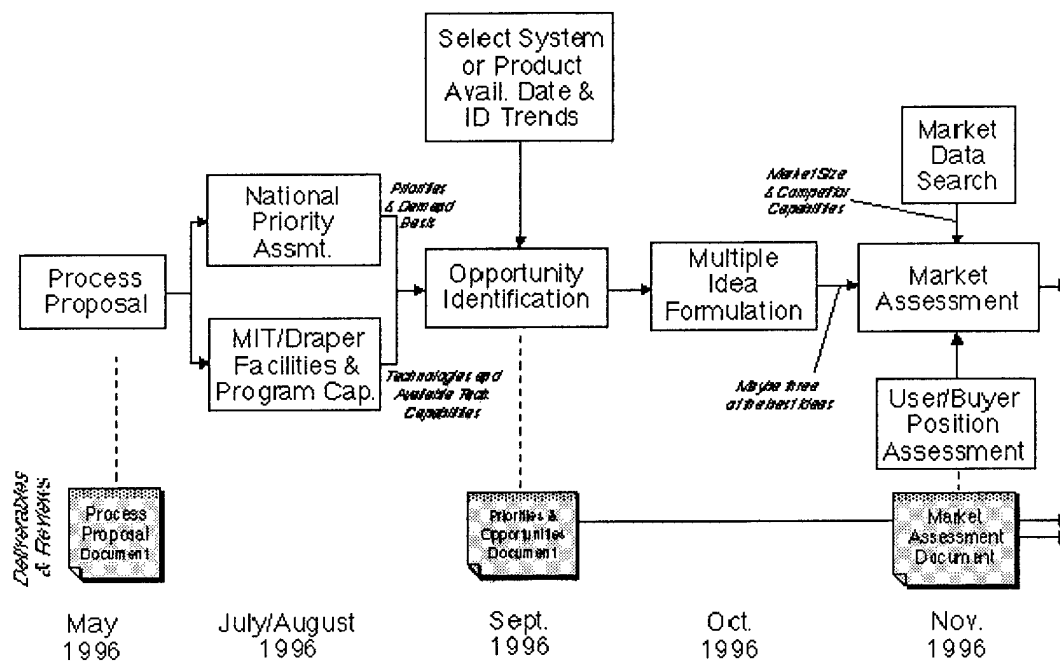 Select System
or Product
Avail. Date &
ID Trends
Market
Data
Search
Market Size
& Competitor
Capabilities
National
Priority
Assmt.
Priorities
& Demand
Basis
Process
Proposal
Opportunity
Identification
Multiple
Idea
Formulation
Market
Assessment
MIT/Draper
Facilities &
Program Cap.
Technologies and
Available Tech.
Capabilities
Maybe three
of the best ideas
User/Buyer
Position
Assessment
Deliverables
& Reviews
Process
Proposal
Document
Priorities &
Opportunities
Document
Market
Assessment
Document
May
1996
July/August
1996
Sept.
1996
Oct.
1996
Nov.
1996